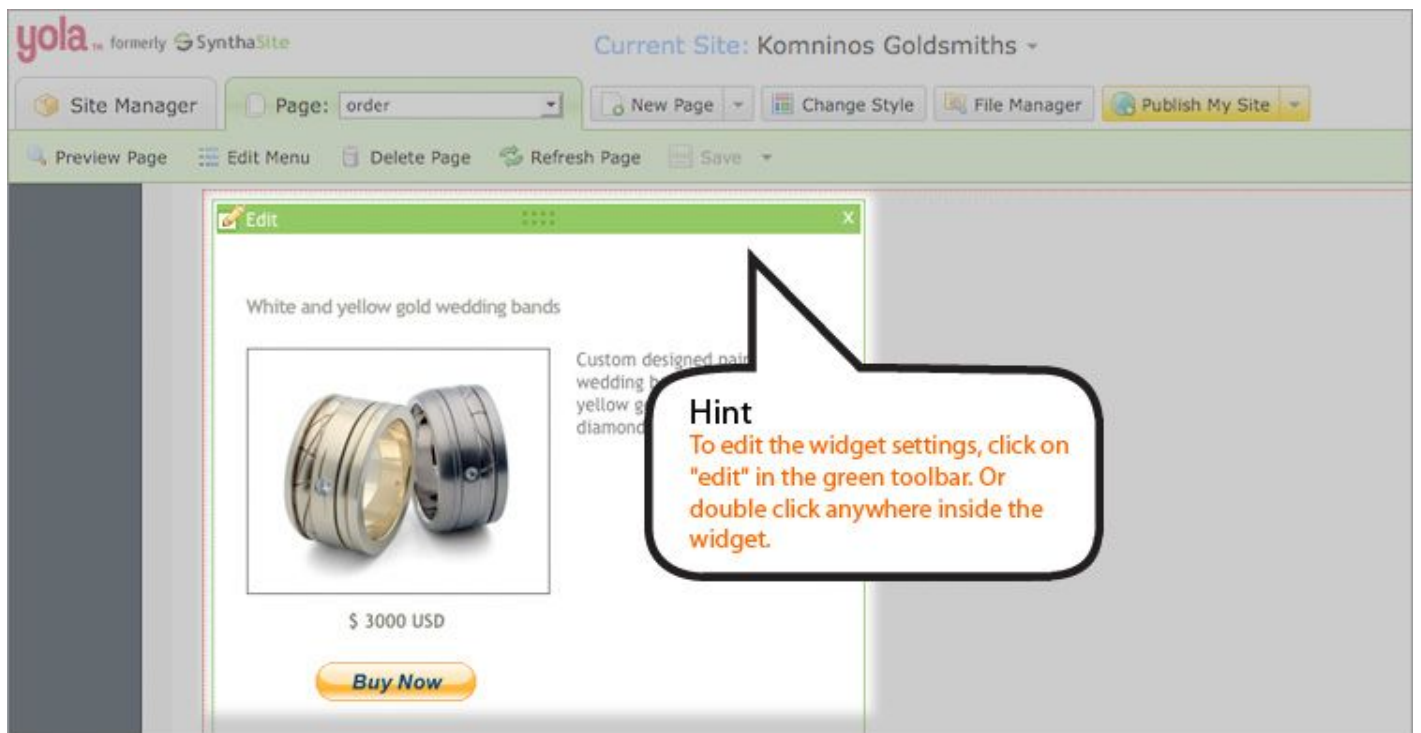 yola TM formerly SynthaSite
Current Site: Komninos Goldsmiths
Site Manager Page: order New Page Change Style File Manager Publish My Site
Preview Page Edit Menu Delete Page Refresh Page Save
Edit x
White and yellow gold wedding bands
Custom designed pair
wedding
yellow
diamond
Hint
To edit the widget settings, click on
"edit" in the green toolbar. Or
double click anywhere inside the
widget.
$ 3000 USD
Buy Now